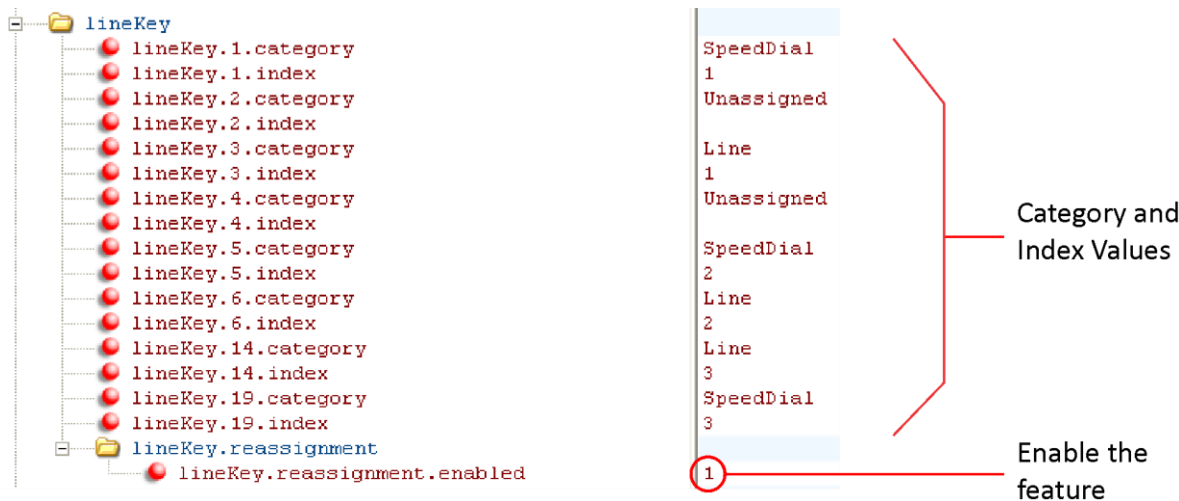 lineKey
lineKey.1.category SpeedDial
lineKey.1.index 1
lineKey.2.category Unassigned
lineKey.2.index
lineKey.3.category Line
lineKey.3.index 1
lineKey.4.category Unassigned
lineKey.4.index
lineKey.5.category SpeedDial
lineKey.5.index 2
lineKey.6.category Line
lineKey.6.index 2
lineKey.14.category Line
lineKey.14.index 3
lineKey.19.category SpeedDial
lineKey.19.index 3
lineKey.reassignment
lineKey.reassignment.enabled 1
Category and
Index Values
Enable the
feature